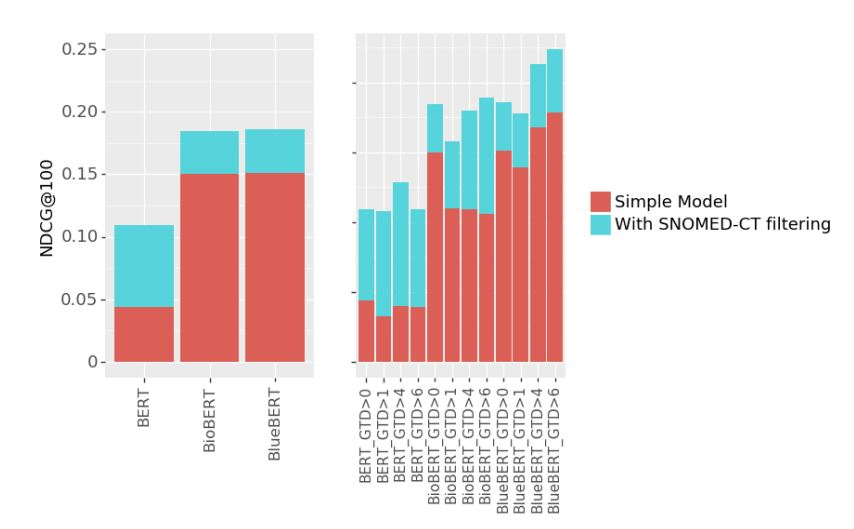 NDCG@100
0.25
0.20
0.15
0.10
0.05
0
BERT
BioBERT
BlueBERT
BERT_GTD>0
BERT_GTD>1
BERT_GTD>4
BERT_GTD>6
BioBERT_GTD>0
BioBERT_GTD>1
BioBERT_GTD>4
BioBERT_GTD>6
BlueBERT_GTD>0
BlueBERT_GTD>1
BlueBERT_GTD>4
BlueBERT_GTD>6
Simple Model
With SNOMED-CT filtering